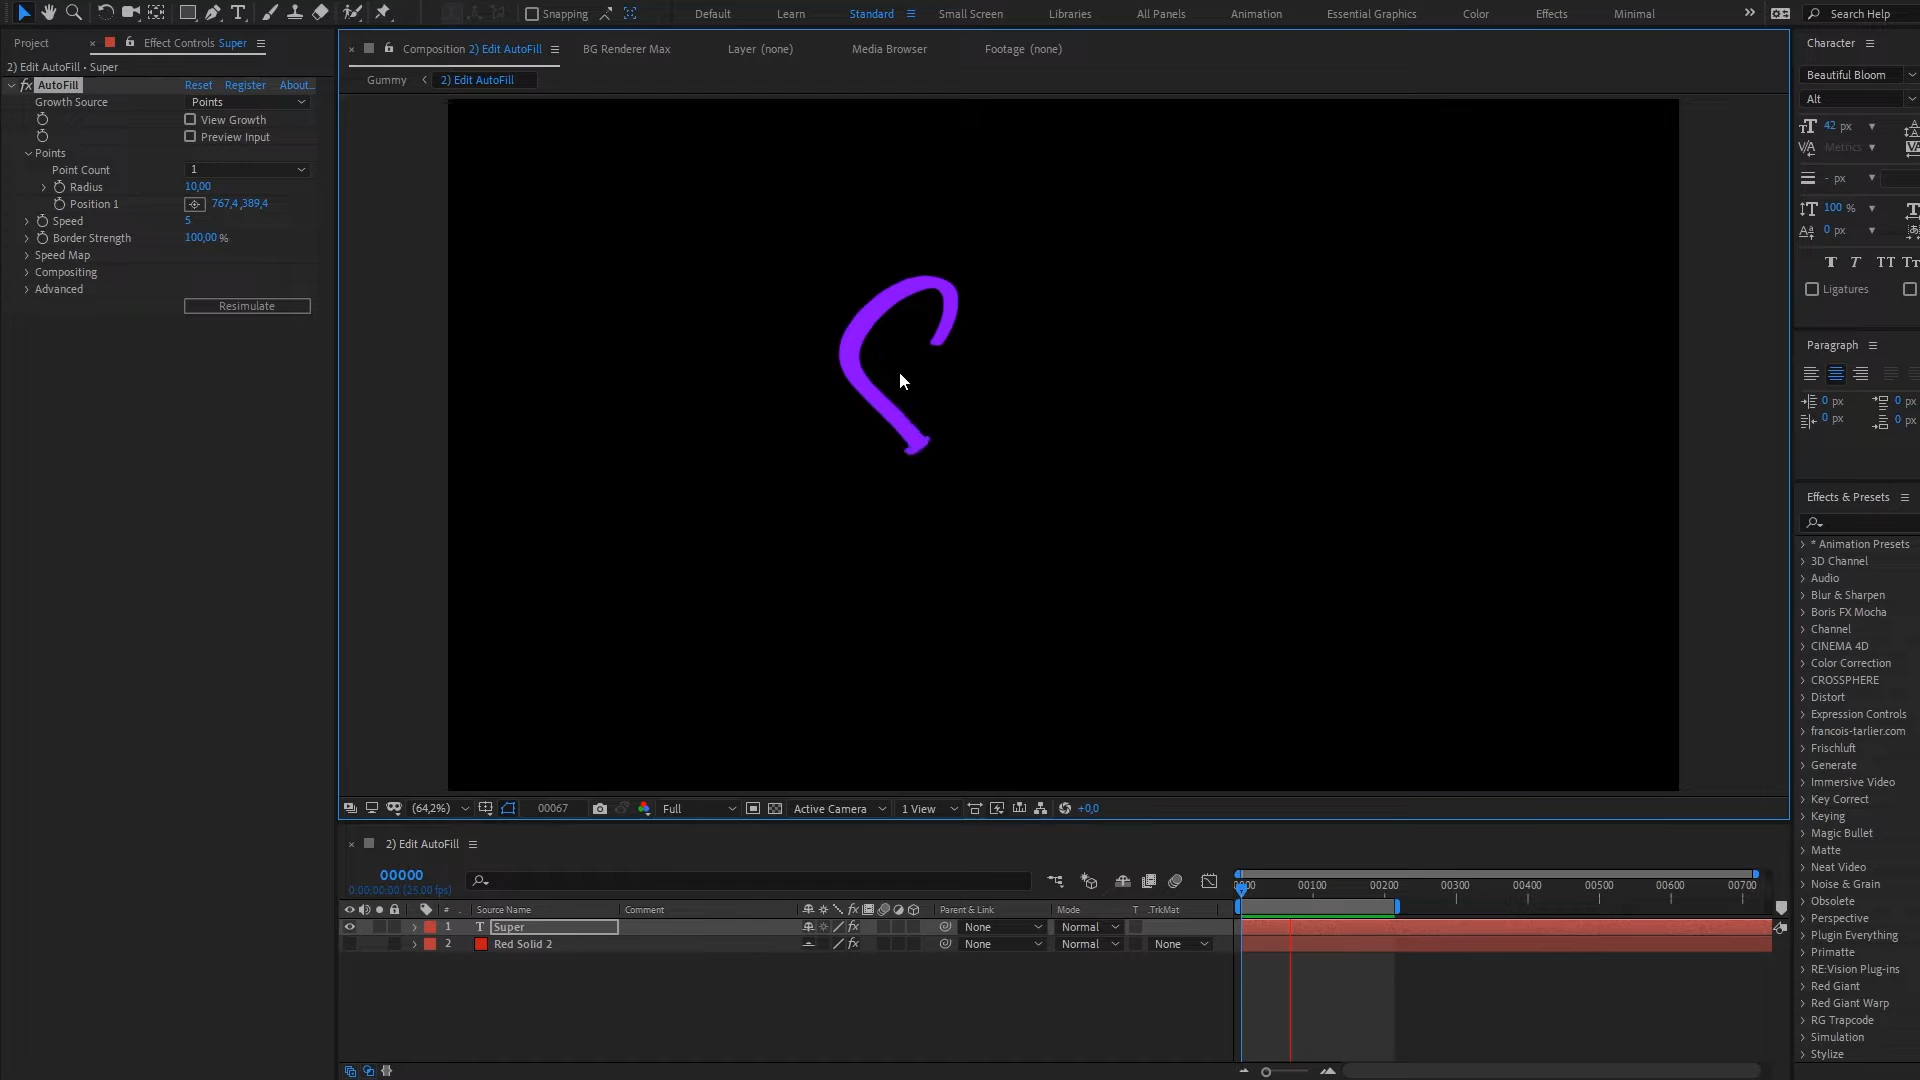 Snapping
Default
Learn
Standard
Small Screen
Libraries
All Panels
Animation
Essential Graphics
Color
Effects
Minimal
Search Help
Project
Effect Controls Super
2) Edit AutoFill • Super
fx AutoFill
Reset
Register
About...
Growth Source
Points
View Growth
Preview Input
Points
Point Count
1
Radius
10,00
Position 1
767,4,389,4
Speed
5
Border Strength
100,00 %
Speed Map
Compositing
Advanced
Resimulate
Composition 2) Edit AutoFill
BG Renderer Max
Layer (none)
Media Browser
Footage (none)
Gummy
2) Edit AutoFill
(64,2%)
00067
Full
Active Camera
1 View
+0,0
2) Edit AutoFill
00000
0:00:00:00 (25.00 fps)
0000
00100
00200
00300
00400
00500
00600
00700
#
Source Name
Comment
fx
Parent & Link
Mode
T
.TrkMat
1
T
Super
fx
None
Normal
2
Red Solid 2
fx
None
Normal
None
Character
Beautiful Bloom
Alt
42 px
Metrics
- px
100 %
0 px
T T TT Tт
Ligatures
Paragraph
0 px
0 px
0 px
0 px
Effects & Presets
* Animation Presets
3D Channel
Audio
Blur & Sharpen
Boris FX Mocha
Channel
CINEMA 4D
Color Correction
CROSSPHERE
Distort
Expression Controls
francois-tarlier.com
Frischluft
Generate
Immersive Video
Key Correct
Keying
Magic Bullet
Matte
Neat Video
Noise & Grain
Obsolete
Perspective
Plugin Everything
Primatte
RE:Vision Plug-ins
Red Giant
Red Giant Warp
RG Trapcode
Simulation
Stylize